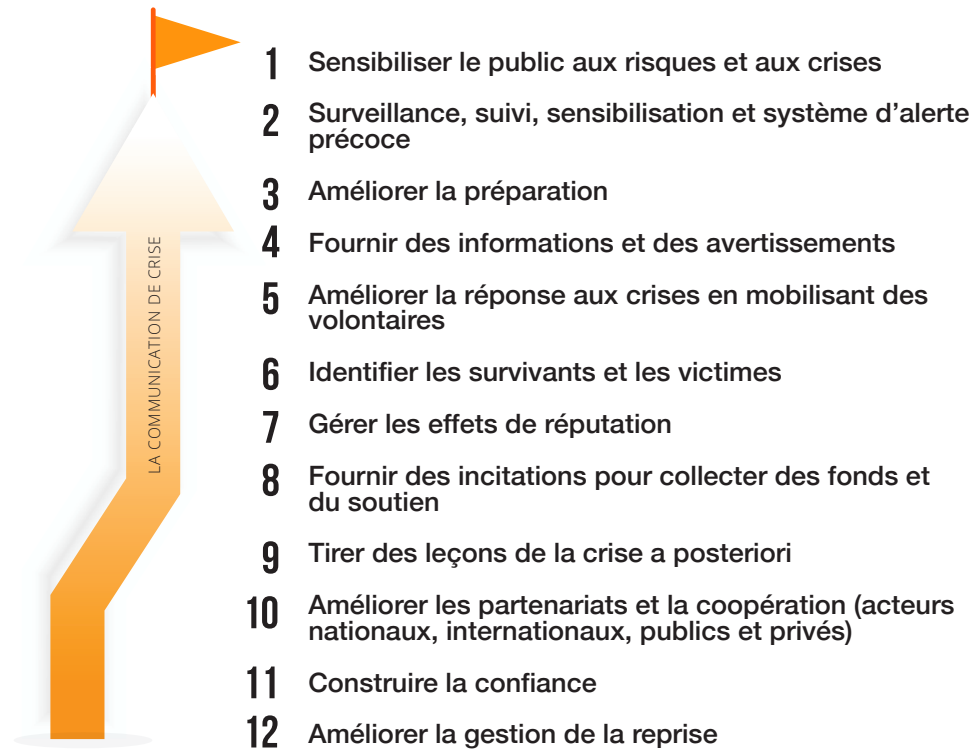 LA COMMUNICATION DE CRISE
1 Sensibiliser le public aux risques et aux crises
2 Surveillance, suivi, sensibilisation et système d'alerte
précoce
3 Améliorer la préparation
4 Fournir des informations et des avertissements
5 Améliorer la réponse aux crises en mobilisant des
volontaires
6 Identifier les survivants et les victimes
7 Gérer les effets de réputation
8 Fournir des incitations pour collecter des fonds et
du soutien
9 Tirer des leçons de la crise a posteriori
10 Améliorer les partenariats et la coopération (acteurs
nationaux, internationaux, publics et privés)
11 Construire la confiance
12 Améliorer la gestion de la reprise